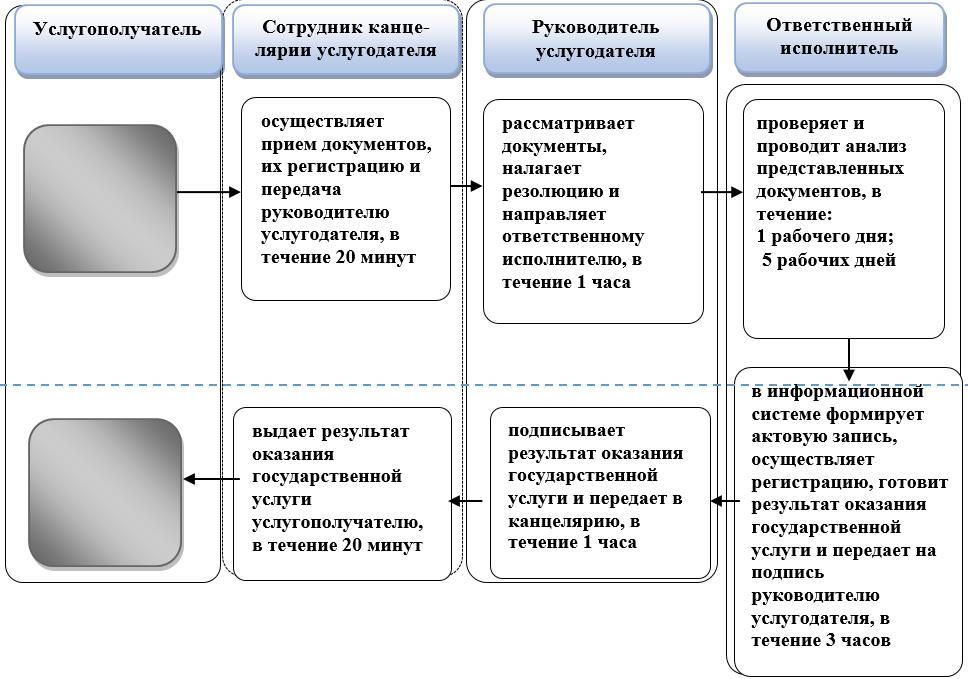 Услугополучатель
Сотрудник канце-
лярии услугодателя
Руководитель
услугодателя
Ответственный
исполнитель
осуществляет
прием документов,
их регистрацию и
передача
руководителю
услугодателя, в
течение 20 минут
рассматривает
документы,
налагает
резолюцию и
направляет
ответственному
исполнителю, в
течение 1 часа
проверяет и
проводит анализ
представленных
документов, в
течение:
1 рабочего дня;
5 рабочих дней
выдает результат
оказания
государственной
услуги
услугополучателю,
в течение 20 минут
подписывает
результат оказания
государственной
услуги и передает в
канцелярию, в
течение 1 часа
в информационной
системе формирует
актовую запись,
осуществляет
регистрацию, готовит
результат оказания
государственной
услуги и передает на
подпись
руководителю
услугодателя, в
течение 3 часов